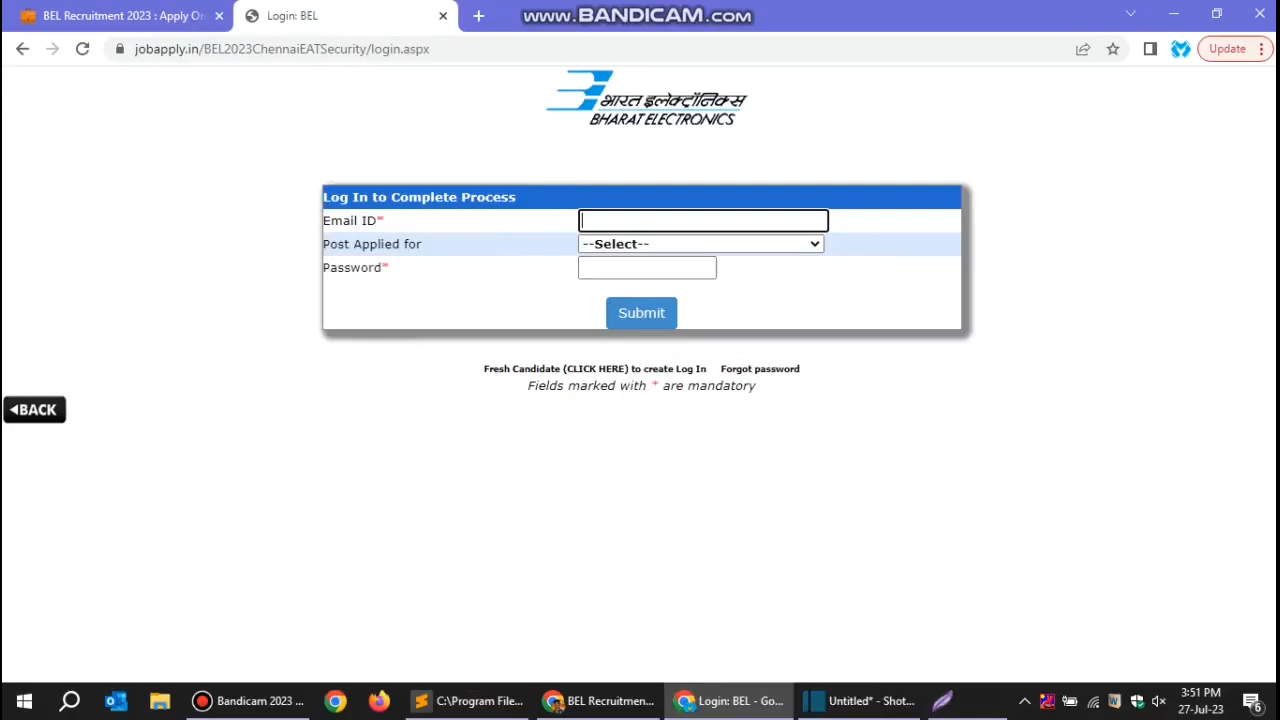 BEL Recruitment 2023 : Apply On
Login: BEL
WWW.BANDICAM.COM
jobapply.in/BEL2023ChennaiEATSecurity/login.aspx
Update
भारत इलेक्ट्रॉनिक्स
BHARAT ELECTRONICS
Log In to Complete Process
Email ID*
Post Applied for
--Select--
Password*
Submit
Fresh Candidate (CLICK HERE) to create Log In Forgot password
Fields marked with * are mandatory
BACK
Bandicam 2023 ...
C:\Program File...
BEL Recruitmen...
Login: BEL - Go...
Untitled* - Shot...
3:51 PM
27-Jul-23
6